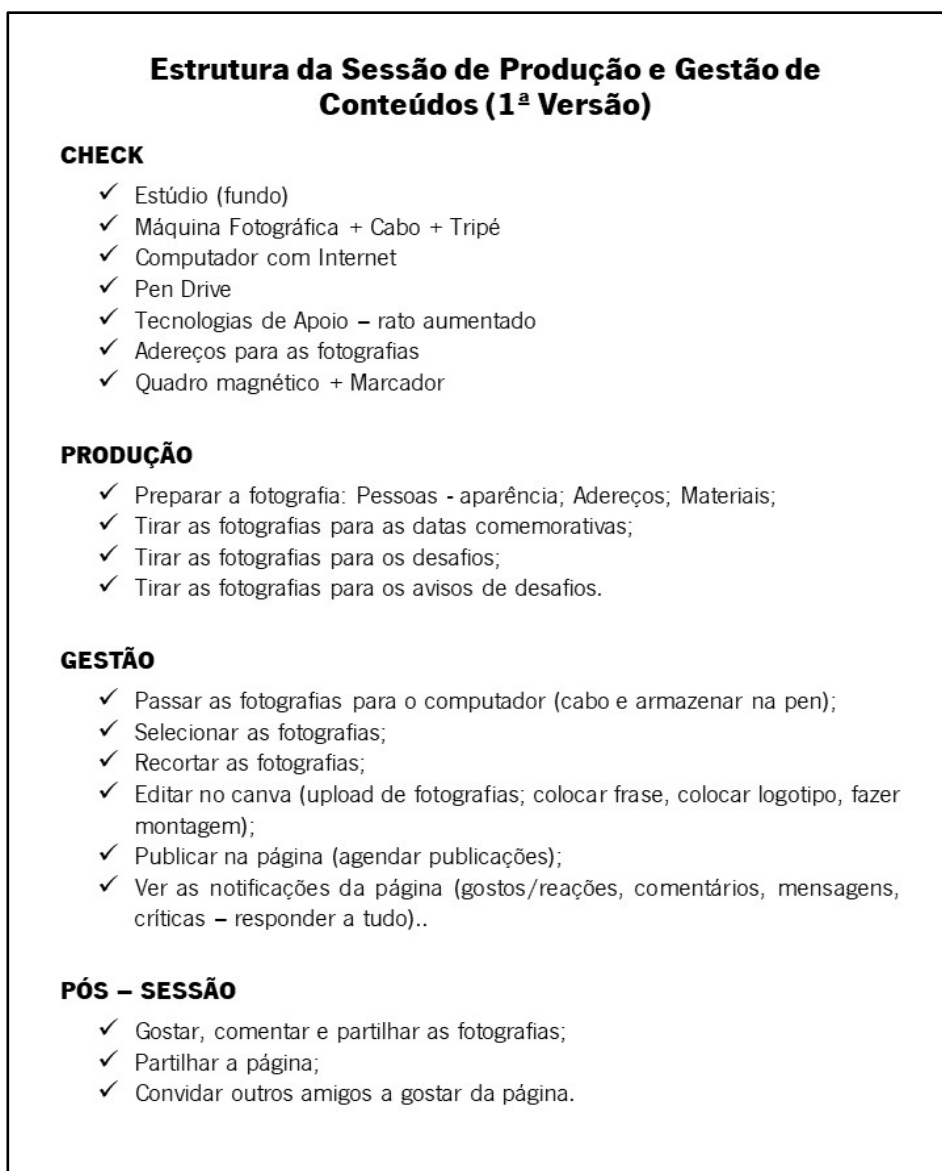 Estrutura da Sessão de Produção e Gestão de
Conteúdos (1ª Versão)
CHECK
✓ Estúdio (fundo)
✓ Máquina Fotográfica + Cabo + Tripé
✓ Computador com Internet
✓ Pen Drive
✓ Tecnologias de Apoio – rato aumentado
✓ Adereços para as fotografias
✓ Quadro magnético + Marcador
PRODUÇÃO
✓ Preparar a fotografia: Pessoas - aparência; Adereços; Materiais;
✓ Tirar as fotografias para as datas comemorativas;
✓ Tirar as fotografias para os desafios;
✓ Tirar as fotografias para os avisos de desafios.
GESTÃO
✓ Passar as fotografias para o computador (cabo e armazenar na pen);
✓ Selecionar as fotografias;
✓ Recortar as fotografias;
✓ Editar no canva (upload de fotografias; colocar frase, colocar logotipo, fazer
montagem);
✓ Publicar na página (agendar publicações);
✓ Ver as notificações da página (gostos/reações, comentários, mensagens,
críticas – responder a tudo)..
PÓS – SESSÃO
✓ Gostar, comentar e partilhar as fotografias;
✓ Partilhar a página;
✓ Convidar outros amigos a gostar da página.